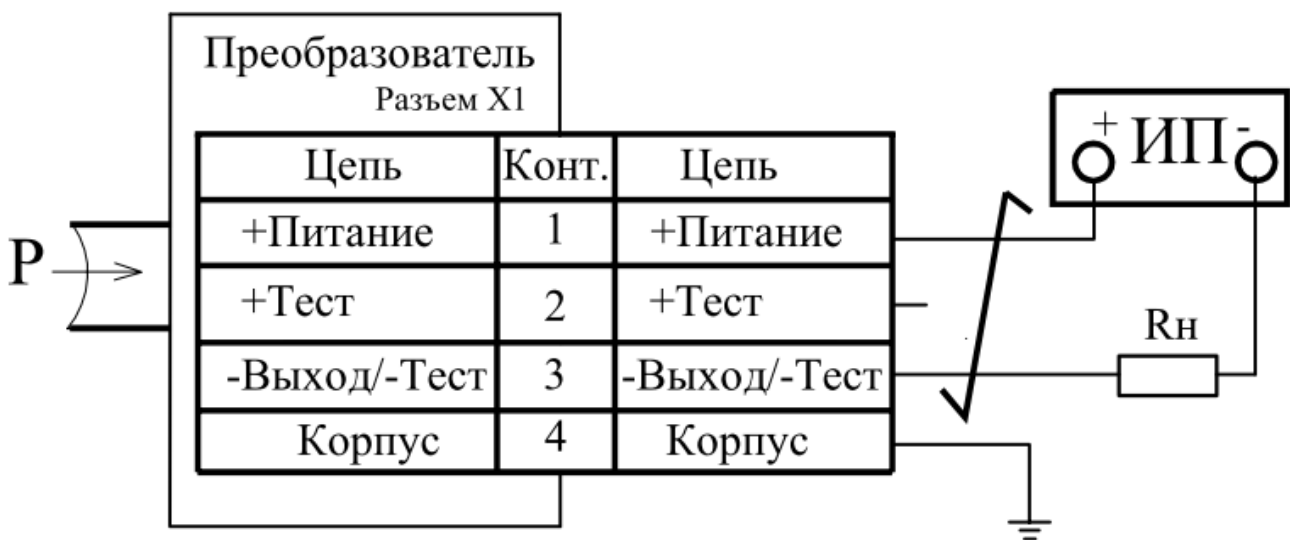 Преобразователь
Разъем X1
Цепь Конт. Цепь
+Питание 1 +Питание
+Тест 2 +Тест
-Выход/-Тест 3 -Выход/-Тест
Корпус 4 Корпус
P
+ ИП -
Rн